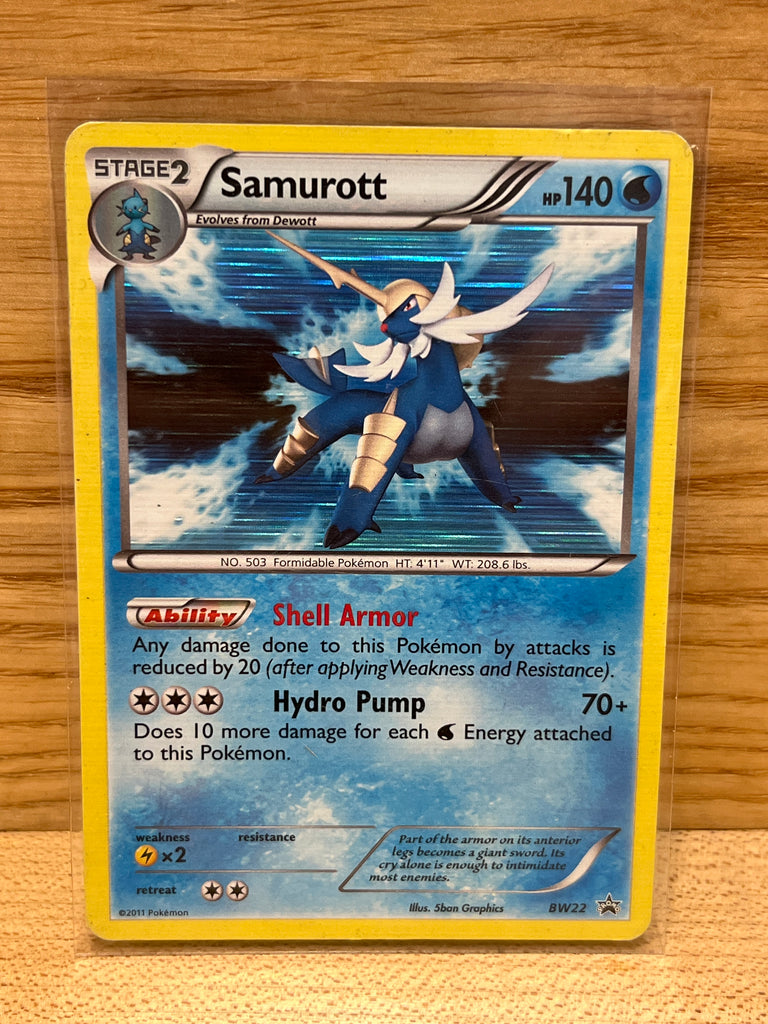 STAGE2
Samurott
HP140
Evolves from Dewott
NO. 503 Formidable Pokémon HT: 4'11" WT: 208.6 lbs.
Ability Shell Armor
Any damage done to this Pokémon by attacks is
reduced by 20 (after applying Weakness and Resistance).
Hydro Pump 70+
Does 10 more damage for each Energy attached
to this Pokémon.
weakness resistance
×2
retreat
Part of the armor on its anterior
legs becomes a giant sword. Its
cry alone is enough to intimidate
most enemies.
©2011 Pokémon
Illus. 5ban Graphics
BW22